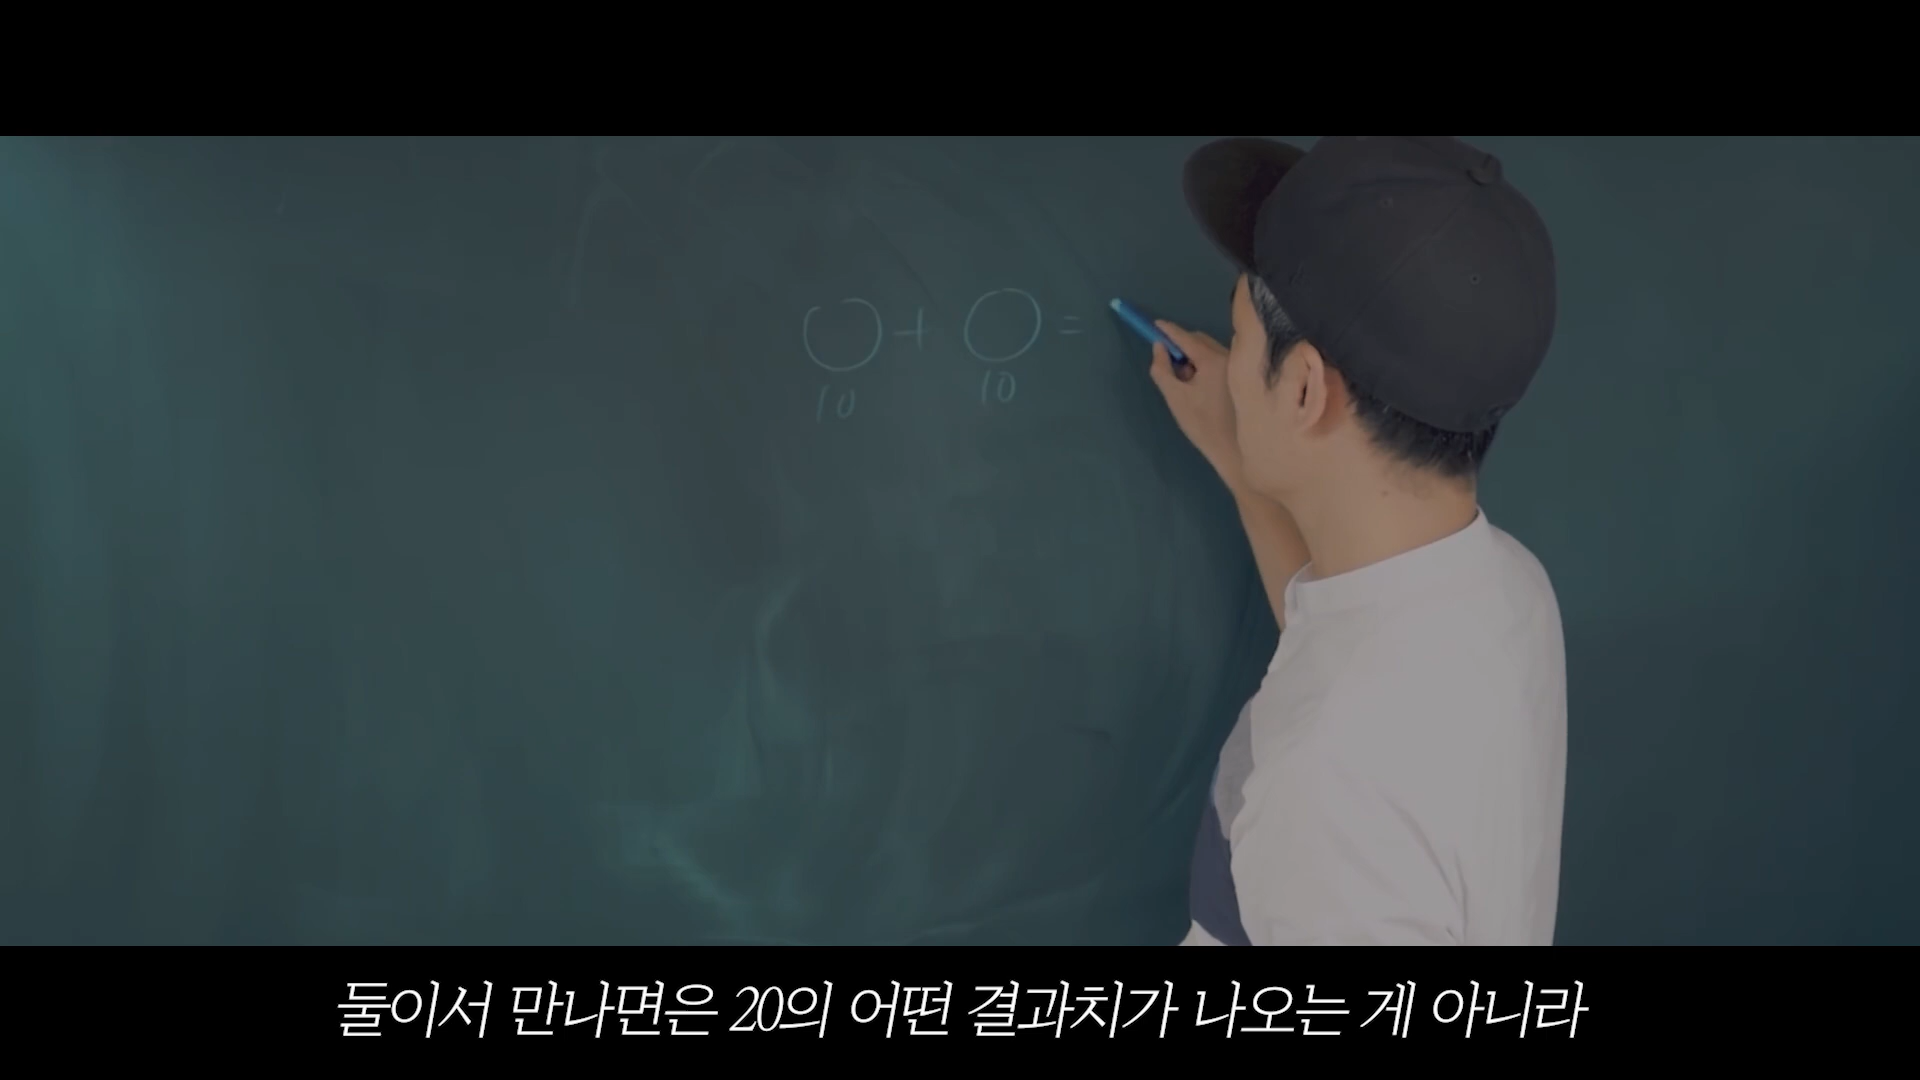 ○ + ○ =
10 10
둘이서 만나면은 20의 어떤 결과치가 나오는 게 아니라